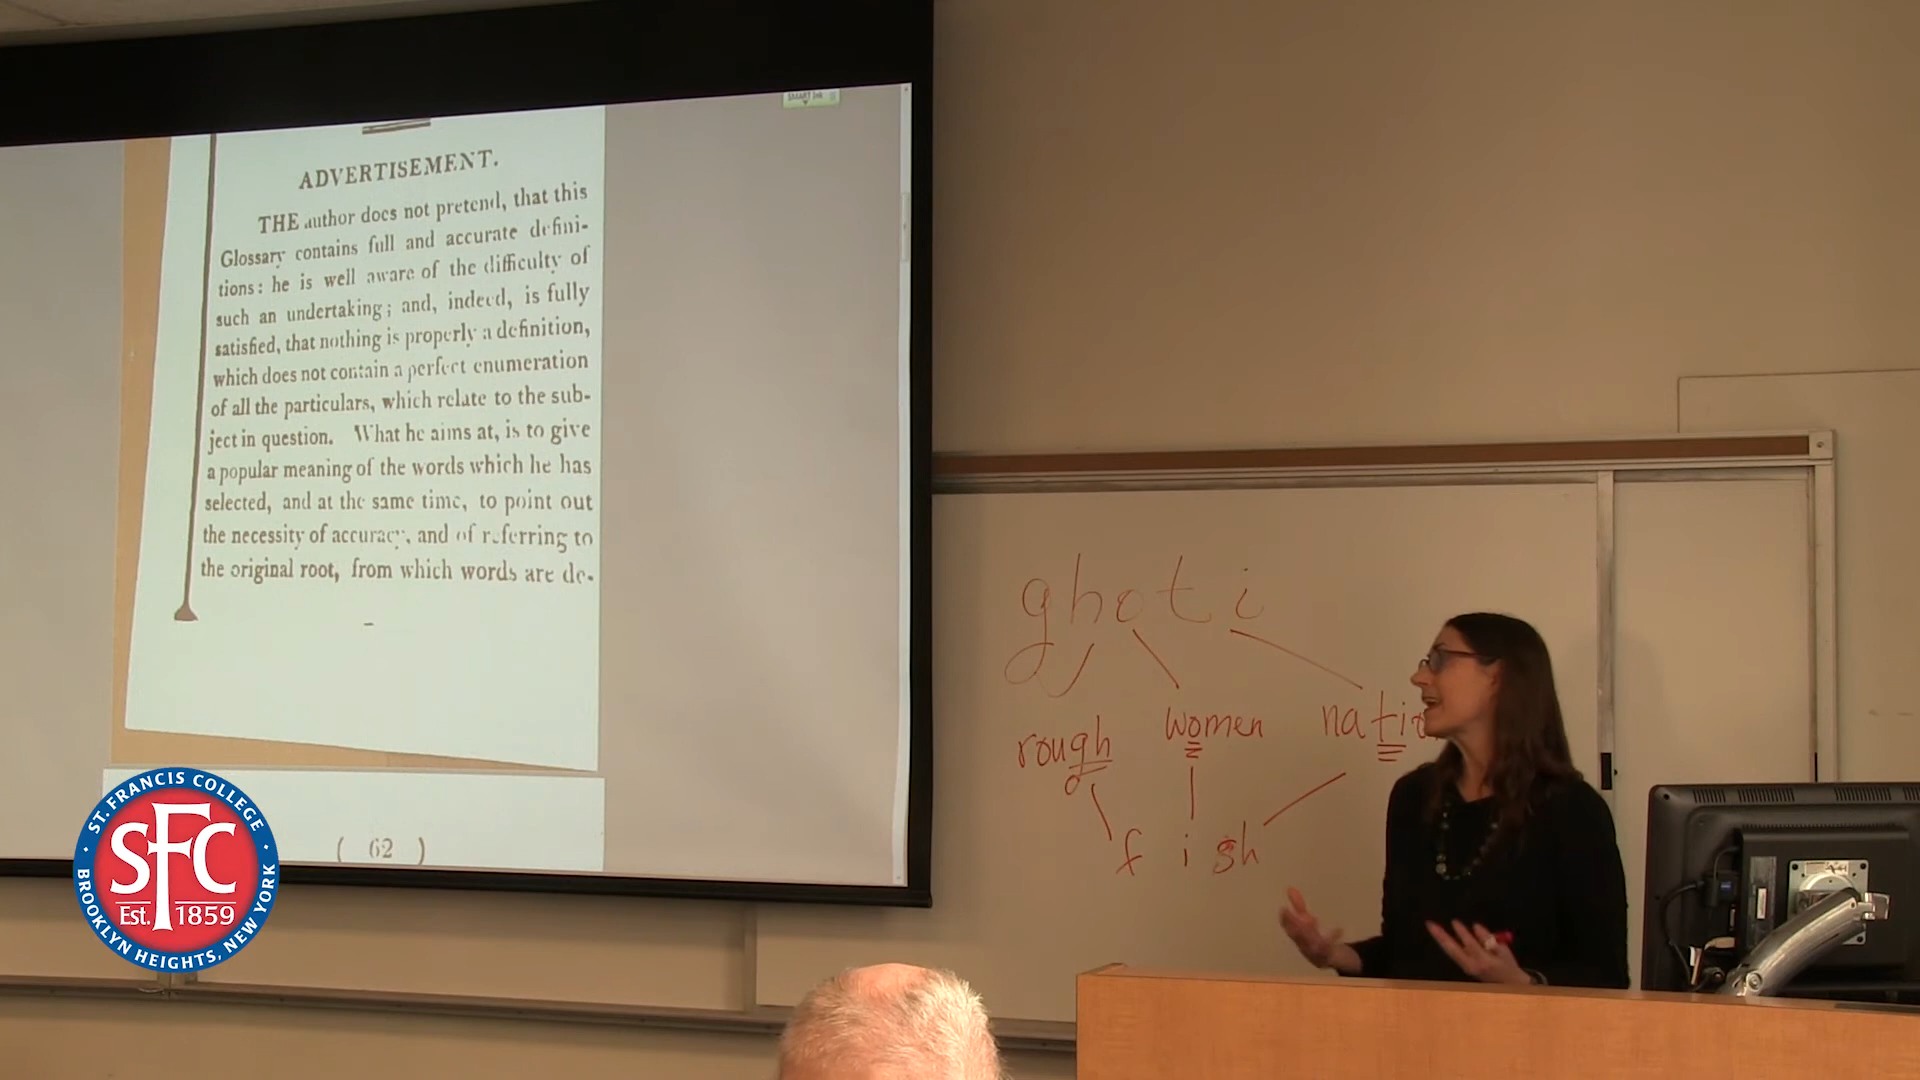 SMART Ink
ADVERTISEMENT.
THE author does not pretend, that this
Glossary contains full and accurate defini-
tions: he is well aware of the difficulty of
such an undertaking; and, indeed, is fully
satisfied, that nothing is properly a definition,
which does not contain a perfect enumeration
of all the particulars, which relate to the sub-
ject in question. What he aims at, is to give
a popular meaning of the words which he has
selected, and at the same time, to point out
the necessity of accuracy, and of referring to
the original root, from which words are de-
( 62 )
ghoti
rough women natio
f i sh
ST. FRANCIS COLLEGE
SFC
Est. 1859
BROOKLYN HEIGHTS, NEW YORK